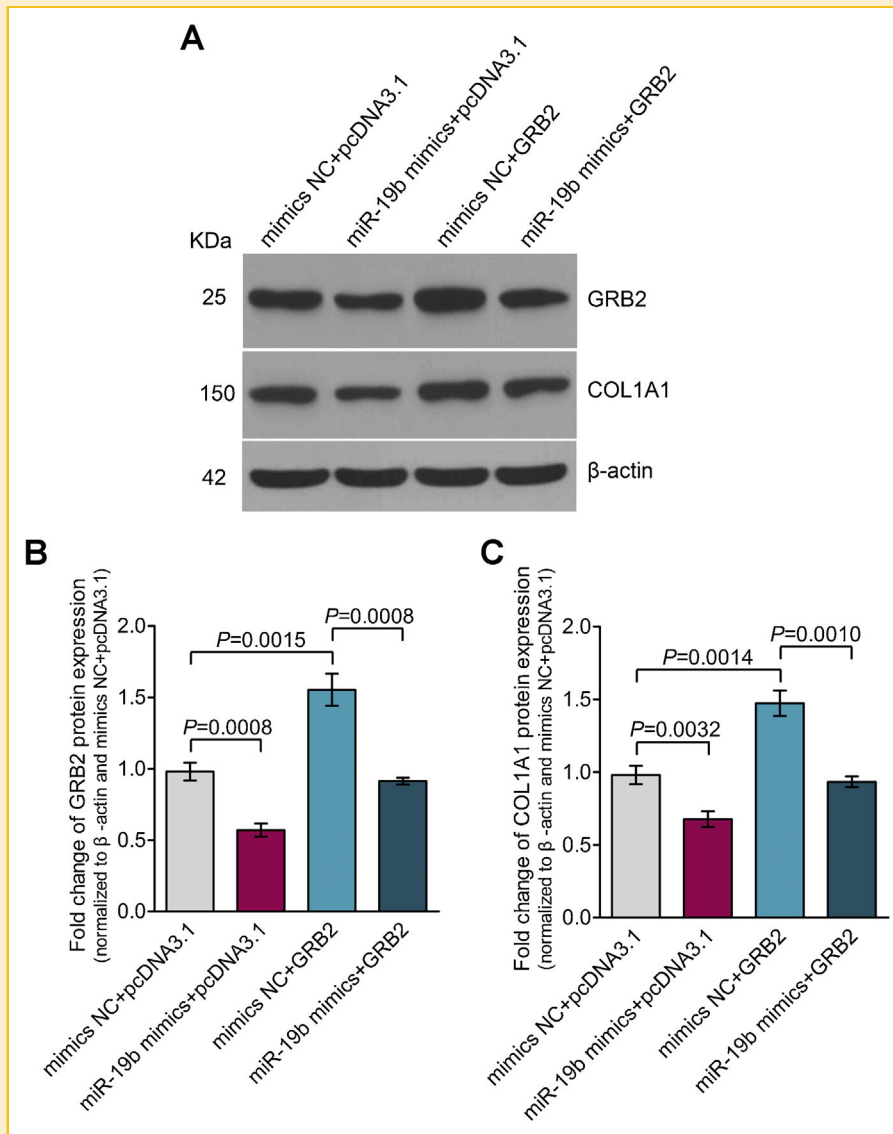 A
mimics NC+pcDNA3.1
miR-19b mimics+pcDNA3.1
mimics NC+GRB2
miR-19b mimics+GRB2
KDa
25
GRB2
150
COL1A1
42
β-actin
B
Fold change of GRB2 protein expression
(normalized to β -actin and mimics NC+pcDNA3.1)
2.0
1.5
1.0
0.5
0.0
P=0.0015
P=0.0008
P=0.0008
mimics NC+pcDNA3.1
miR-19b mimics+pcDNA3.1
mimics NC+GRB2
miR-19b mimics+GRB2
C
Fold change of COL1A1 protein expression
(normalized to β -actin and mimics NC+pcDNA3.1)
2.0
1.5
1.0
0.5
0.0
P=0.0010
P=0.0014
P=0.0032
mimics NC+pcDNA3.1
miR-19b mimics+pcDNA3.1
mimics NC+GRB2
miR-19b mimics+GRB2